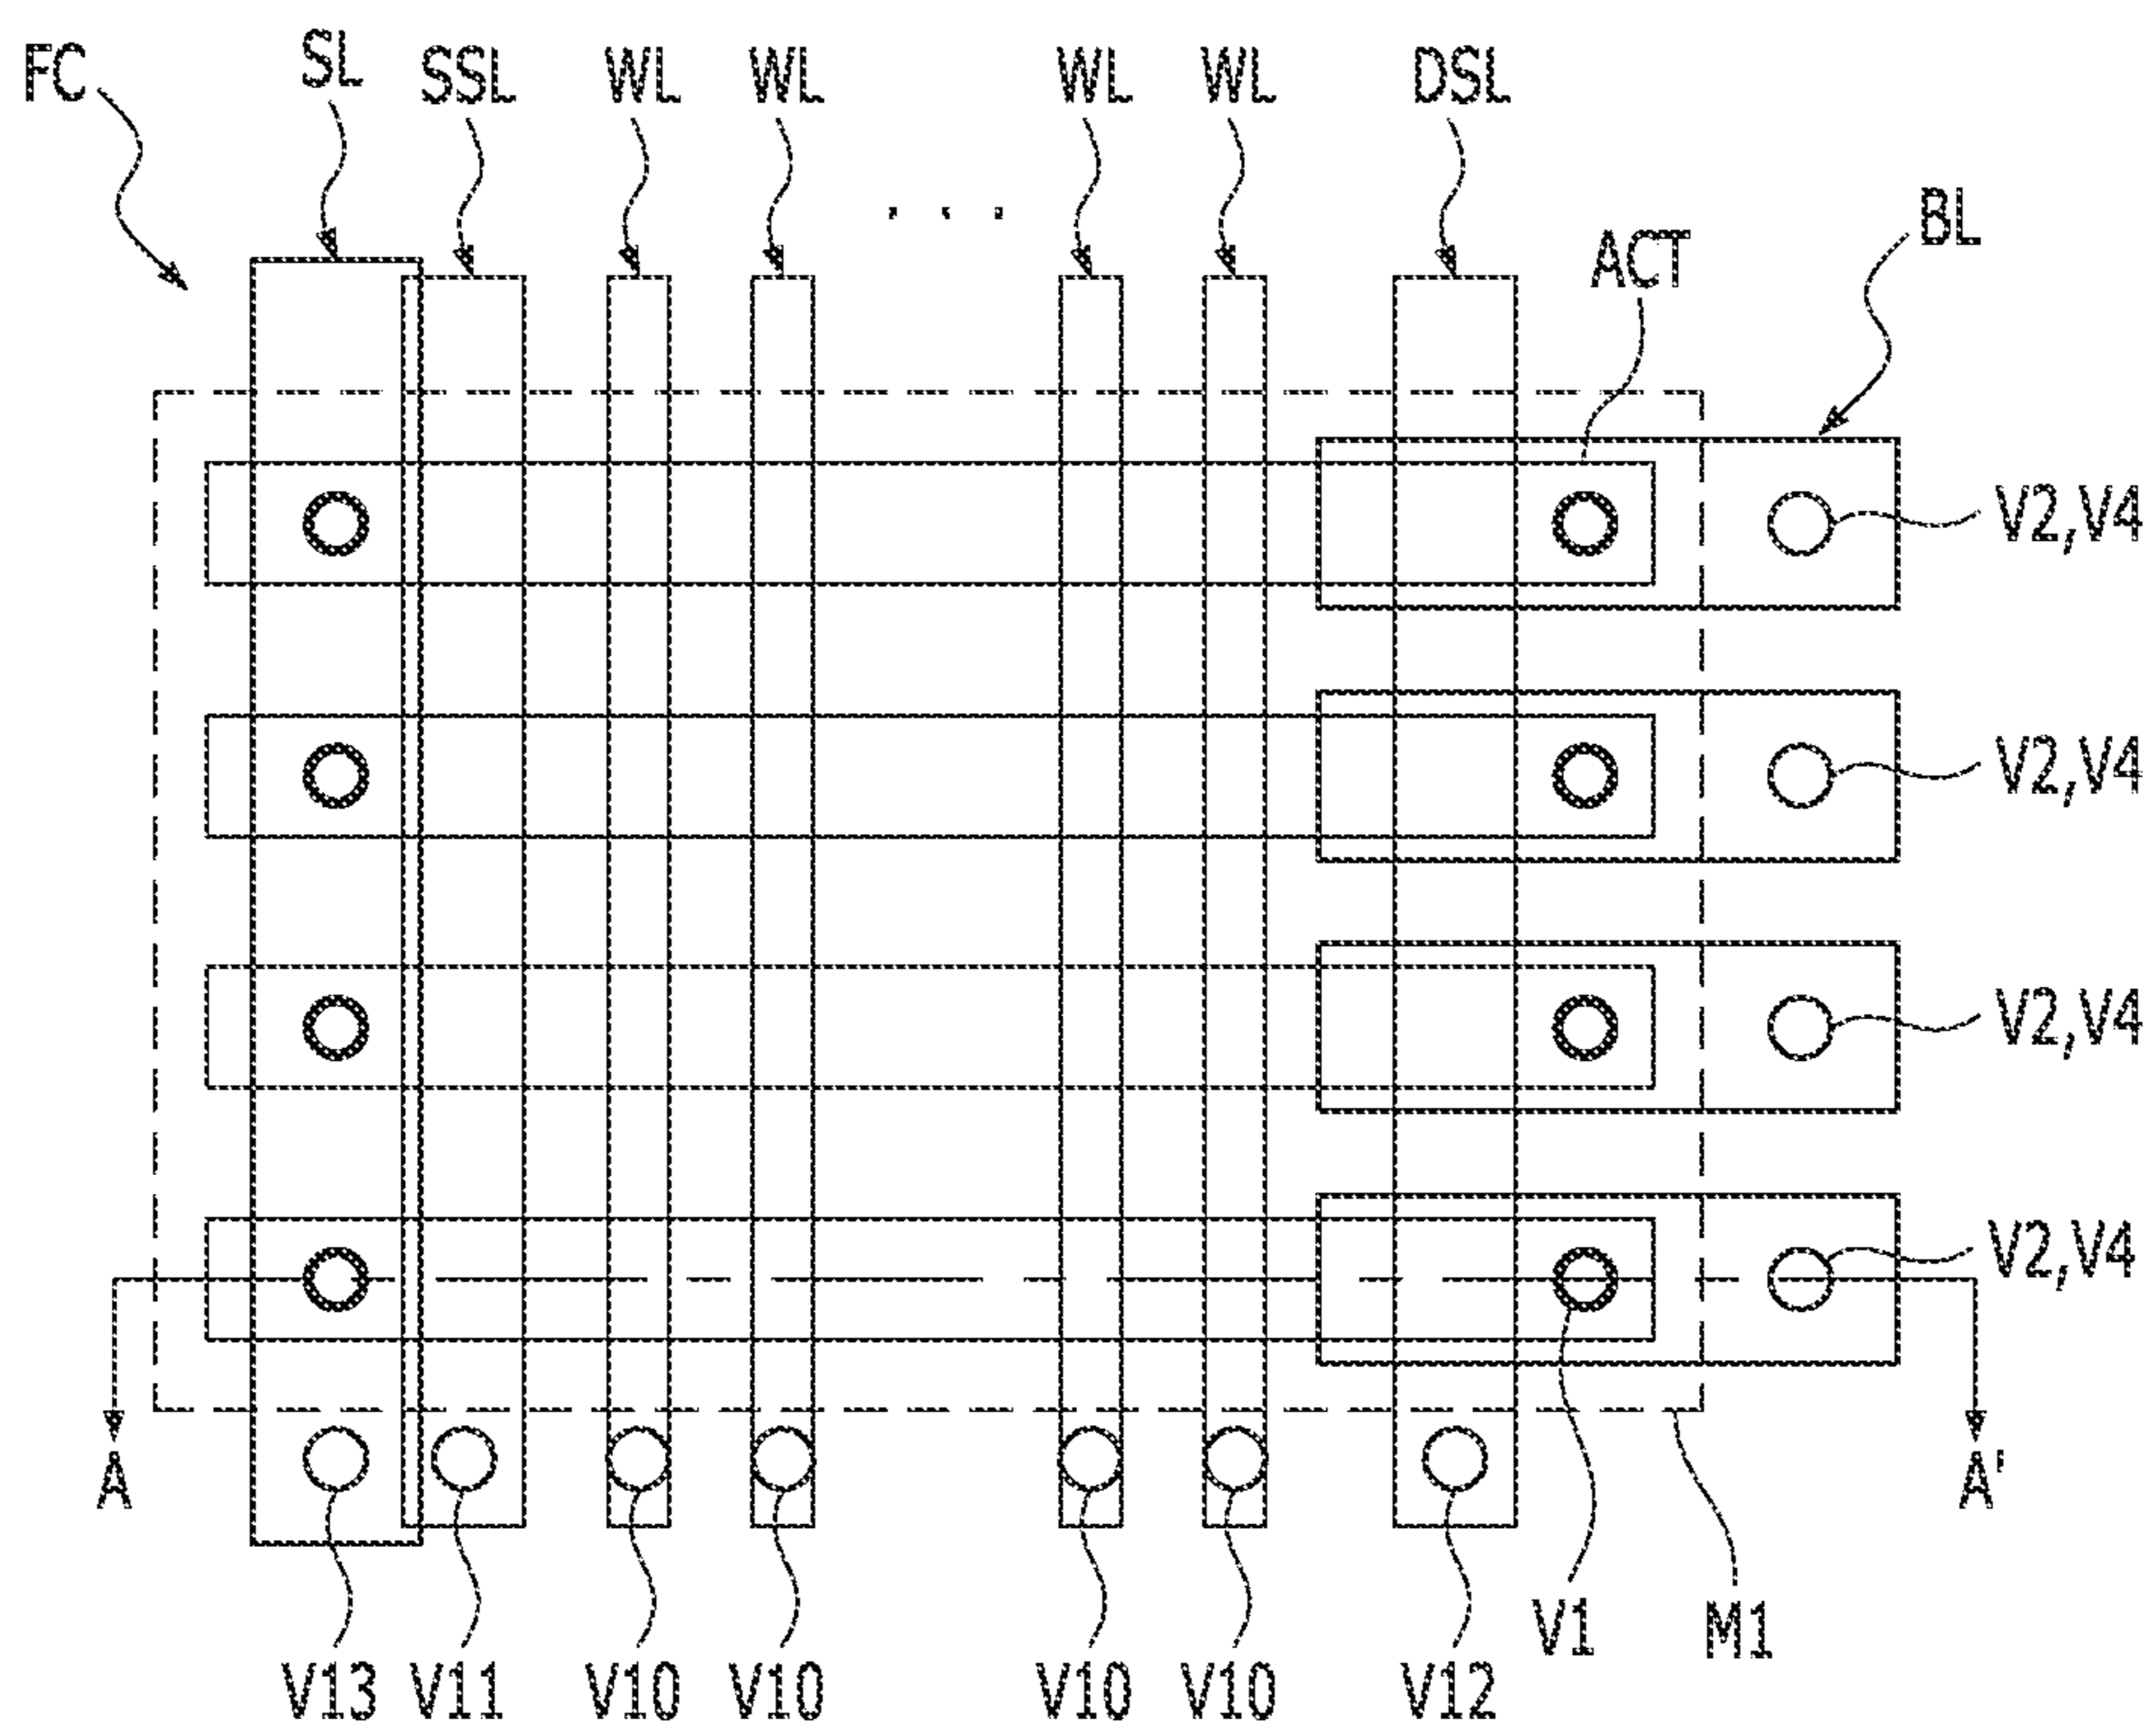 FC SL SSL WL WL WL WL DSL
. . .
BL
ACT
V2,V4
V2,V4
V2,V4
V2,V4
A A'
V1 M1
V13 V11 V10 V10 V10 V10 V12